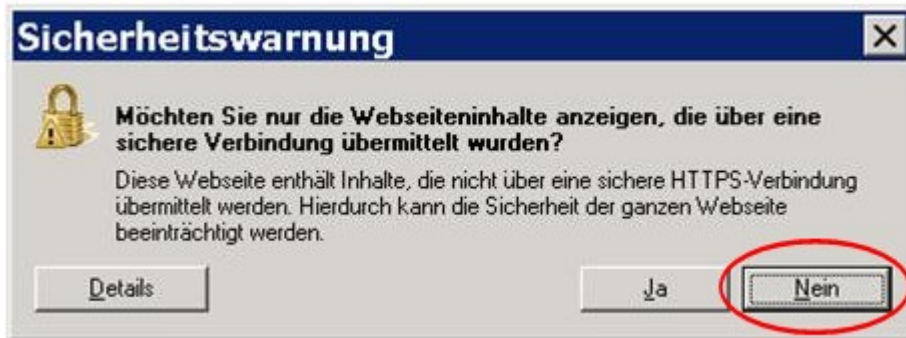 Sicherheitswarnung
Möchten Sie nur die Webseiteninhalte anzeigen, die über eine
sichere Verbindung übermittelt wurden?
Diese Webseite enthält Inhalte, die nicht über eine sichere HTTPS-Verbindung
übermittelt werden. Hierdurch kann die Sicherheit der ganzen Webseite
beeinträchtigt werden.
Details Ja Nein